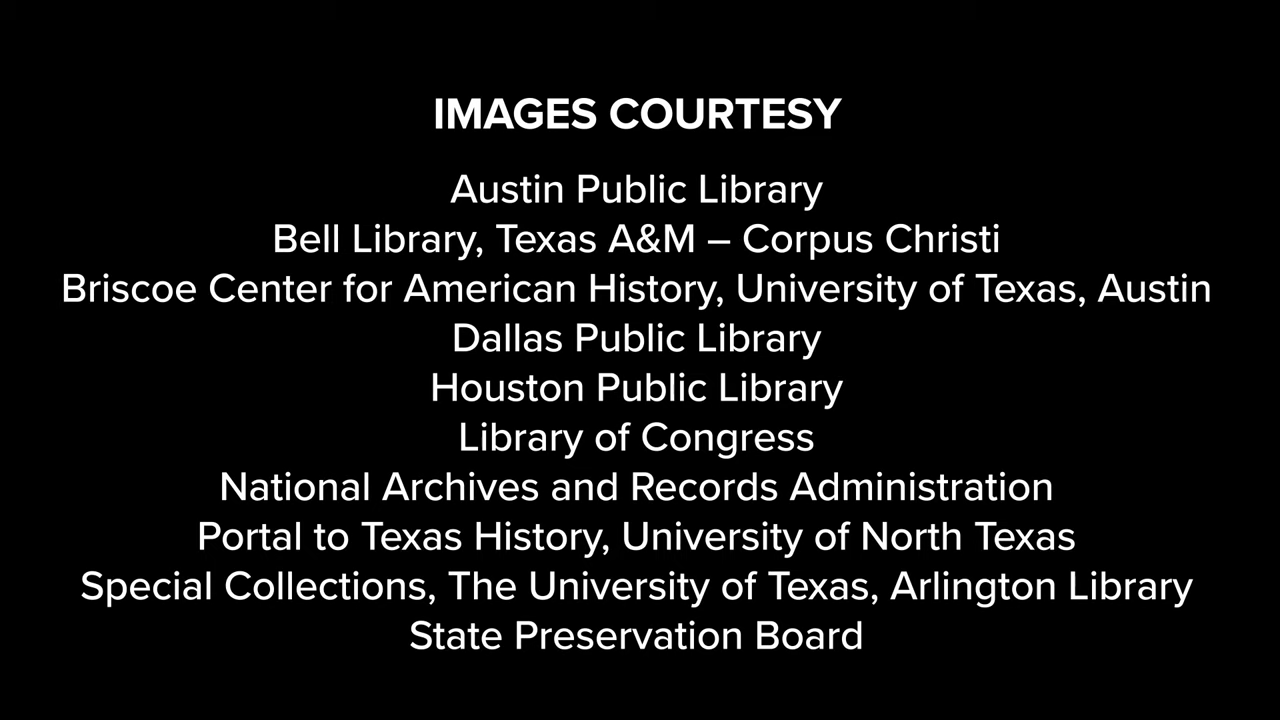 IMAGES COURTESY
Austin Public Library
Bell Library, Texas A&M – Corpus Christi
Briscoe Center for American History, University of Texas, Austin
Dallas Public Library
Houston Public Library
Library of Congress
National Archives and Records Administration
Portal to Texas History, University of North Texas
Special Collections, The University of Texas, Arlington Library
State Preservation Board